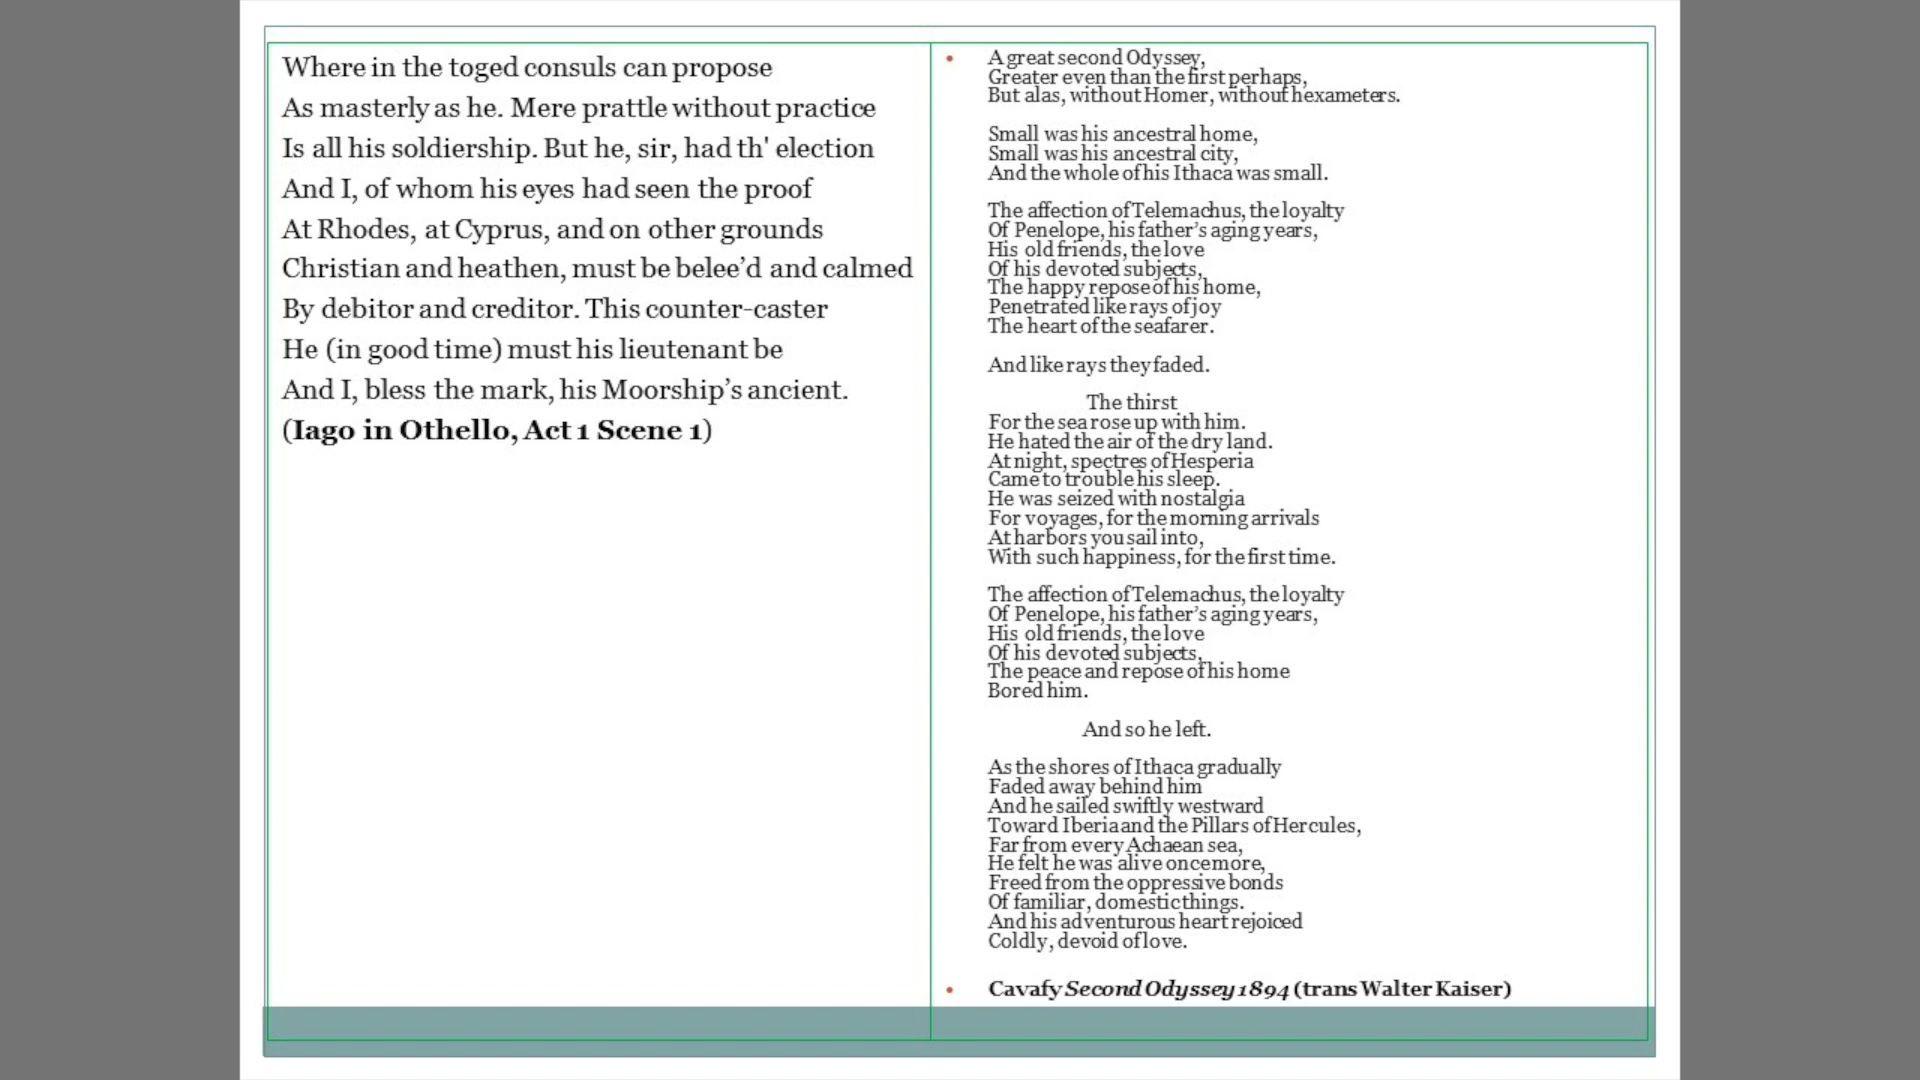 Where in the toged consuls can propose
As masterly as he. Mere prattle without practice
Is all his soldiership. But he, sir, had th' election
And I, of whom his eyes had seen the proof
At Rhodes, at Cyprus, and on other grounds
Christian and heathen, must be belee’d and calmed
By debitor and creditor. This counter-caster
He (in good time) must his lieutenant be
And I, bless the mark, his Moorship’s ancient.
(Iago in Othello, Act 1 Scene 1)
• A great second Odyssey,
Greater even than the first perhaps,
But alas, without Homer, without hexameters.
Small was his ancestral home,
Small was his ancestral city,
And the whole of his Ithaca was small.
The affection of Telemachus, the loyalty
Of Penelope, his father’s aging years,
His old friends, the love
Of his devoted subjects,
The happy repose of his home,
Penetrated like rays of joy
The heart of the seafarer.
And like rays they faded.
The thirst
For the sea rose up with him.
He hated the air of the dry land.
At night, spectres of Hesperia
Came to trouble his sleep.
He was seized with nostalgia
For voyages, for the morning arrivals
At harbors you sail into,
With such happiness, for the first time.
The affection of Telemachus, the loyalty
Of Penelope, his father’s aging years,
His old friends, the love
Of his devoted subjects,
The peace and repose of his home
Bored him.
And so he left.
As the shores of Ithaca gradually
Faded away behind him
And he sailed swiftly westward
Toward Iberia and the Pillars of Hercules,
Far from every Achaean sea,
He felt he was alive once more,
Freed from the oppressive bonds
Of familiar, domestic things.
And his adventurous heart rejoiced
Coldly, devoid of love.
• Cavafy Second Odyssey 1894 (trans Walter Kaiser)